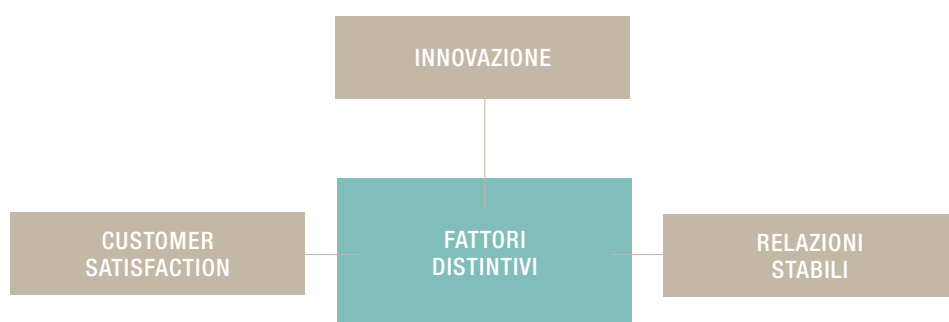 INNOVAZIONE
CUSTOMER
SATISFACTION
FATTORI
DISTINTIVI
RELAZIONI
STABILI